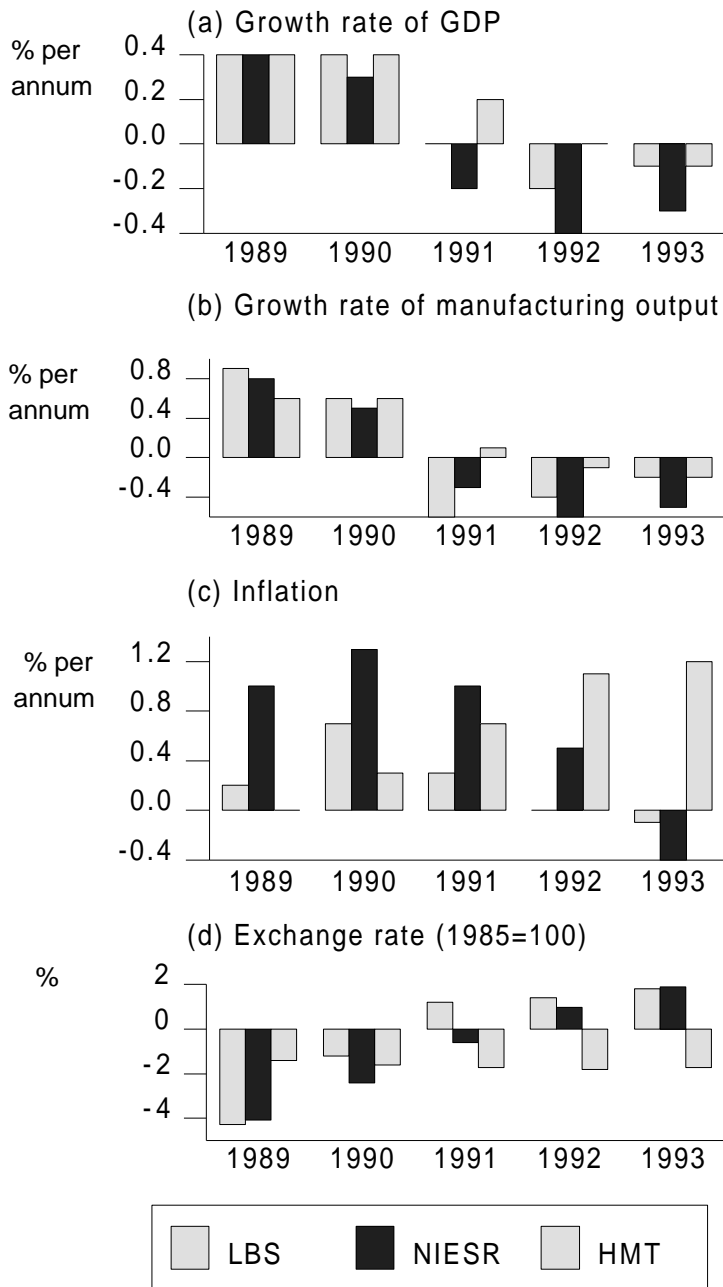 (a) Growth rate of GDP
% per
annum
0.4
0.2
0.0
-0.2
-0.4
1989 1990 1991 1992 1993
(b) Growth rate of manufacturing output
% per
annum
0.8
0.4
0.0
-0.4
1989 1990 1991 1992 1993
(c) Inflation
% per
annum
1.2
0.8
0.4
0.0
-0.4
1989 1990 1991 1992 1993
(d) Exchange rate (1985=100)
%
2
0
-2
-4
1989 1990 1991 1992 1993
LBS NIESR HMT